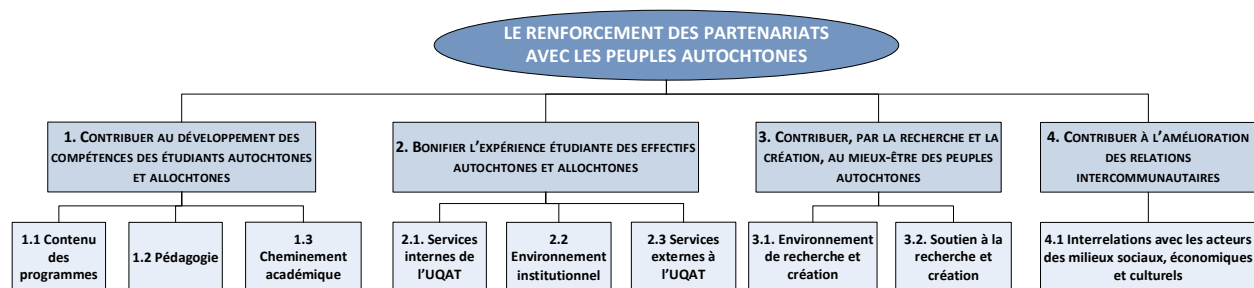 LE RENFORCEMENT DES PARTENARIATS
AVEC LES PEUPLES AUTOCHTONES
1. CONTRIBUER AU DÉVELOPPEMENT DES
COMPÉTENCES DES ÉTUDIANTS AUTOCHTONES
ET ALLOCHTONES
2. BONIFIER L’EXPÉRIENCE ÉTUDIANTE DES EFFECTIFS
AUTOCHTONES ET ALLOCHTONES
3. CONTRIBUER, PAR LA RECHERCHE ET LA
CRÉATION, AU MIEUX-ÊTRE DES PEUPLES
AUTOCHTONES
4. CONTRIBUER À L’AMÉLIORATION
DES RELATIONS
INTERCOMMUNAUTAIRES
1.1 Contenu
des
programmes
1.2 Pédagogie
1.3
Cheminement
académique
2.1. Services
internes de
l’UQAT
2.2
Environnement
institutionnel
2.3 Services
externes à
l’UQAT
3.1. Environnement
de recherche et
création
3.2. Soutien à la
recherche et
création
4.1 Interrelations avec les acteurs
des milieux sociaux, économiques
et culturels